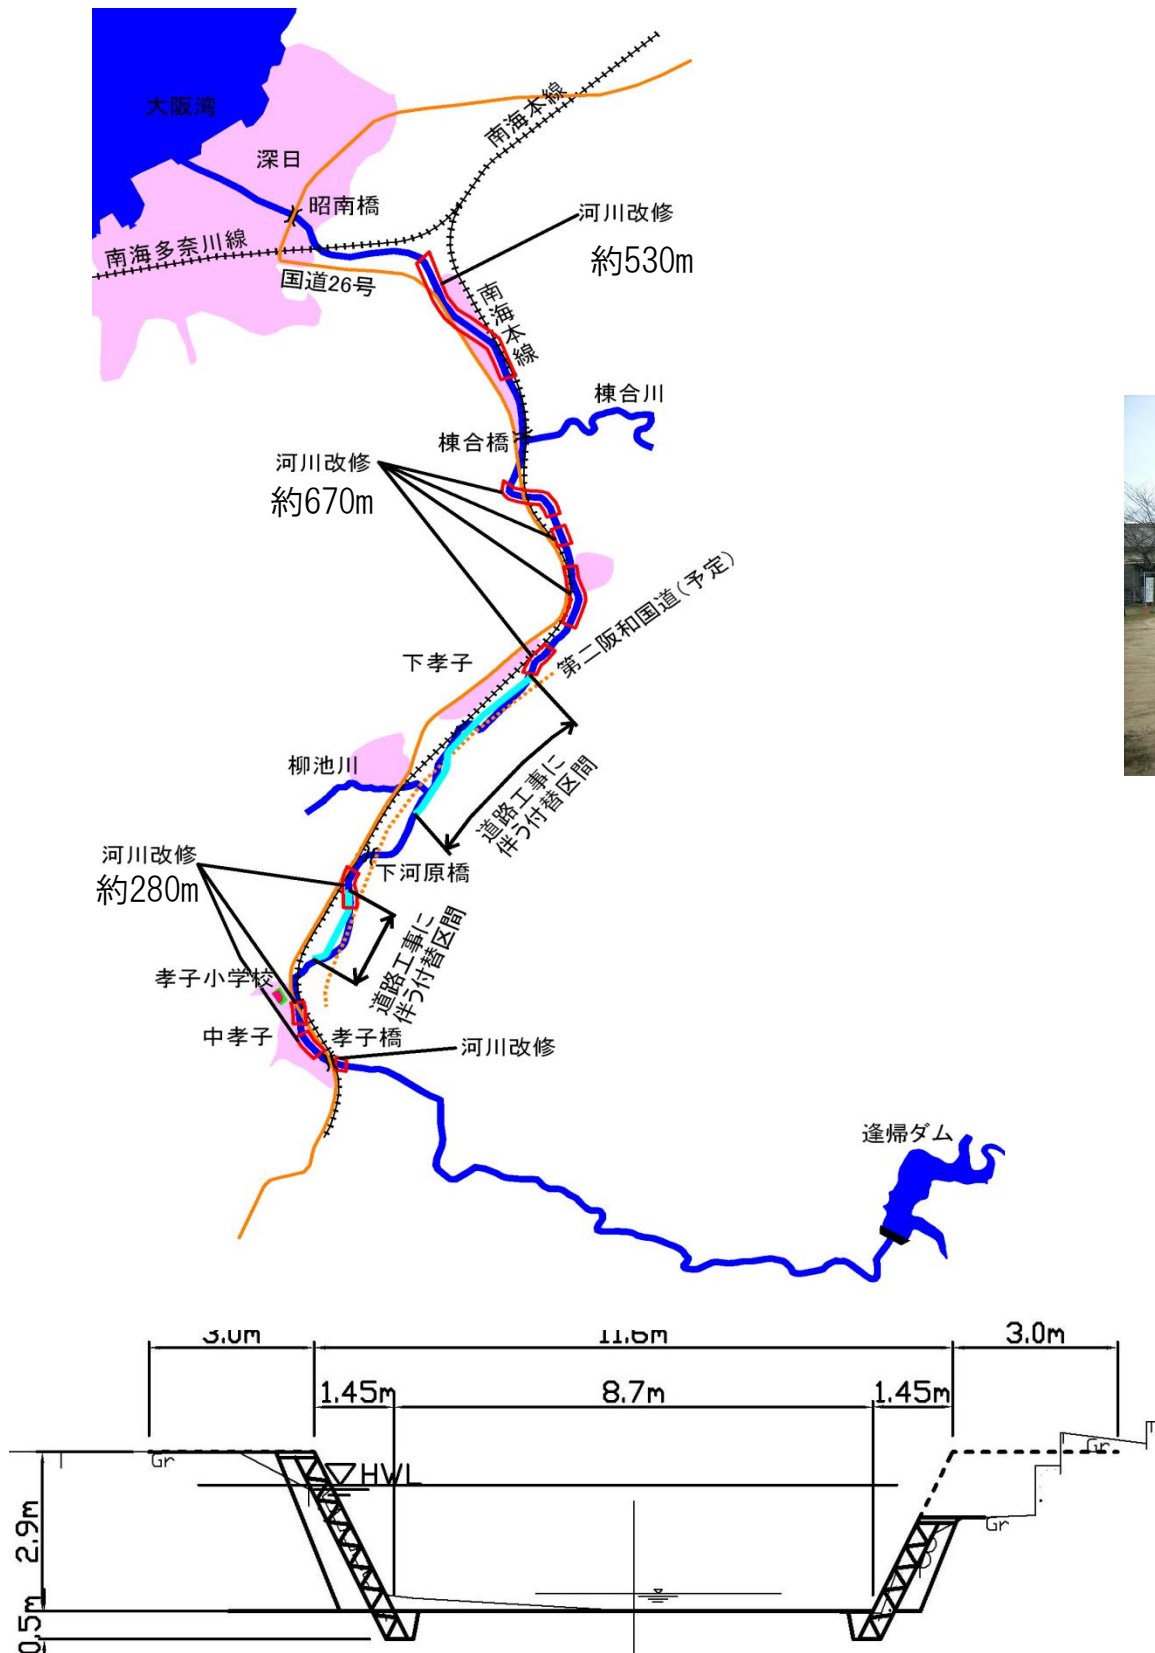 大阪湾
深日
昭南橋
南海本線
南海多奈川線
国道26号
河川改修
約530m
南海本線
棟合川
棟合橋
河川改修
約670m
第二阪和国道(予定)
下孝子
柳池川
道路工事に
伴う付替区間
下河原橋
河川改修
約280m
道路工事に
伴う付替区間
孝子小学校
中孝子
孝子橋
河川改修
逢帰ダム
3.0m
11.6m
3.0m
1.45m
8.7m
1.45m
Gr
HWL
Gr
Gr
2.9m
0.5m